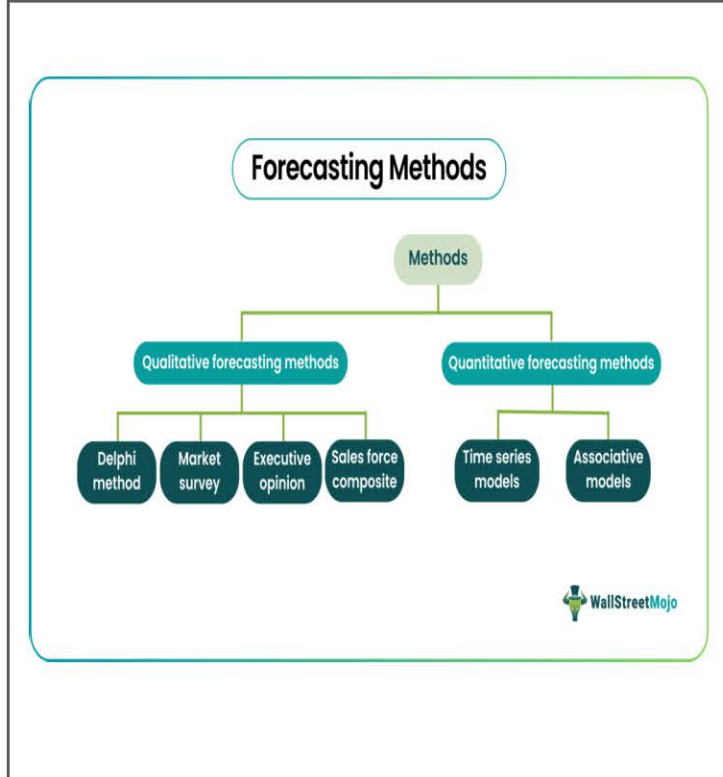 Forecasting Methods
Methods
Qualitative forecasting methods
Quantitative forecasting methods
Delphi
method
Market
survey
Executive
opinion
Sales force
composite
Time series
models
Associative
models
WallStreetMojo